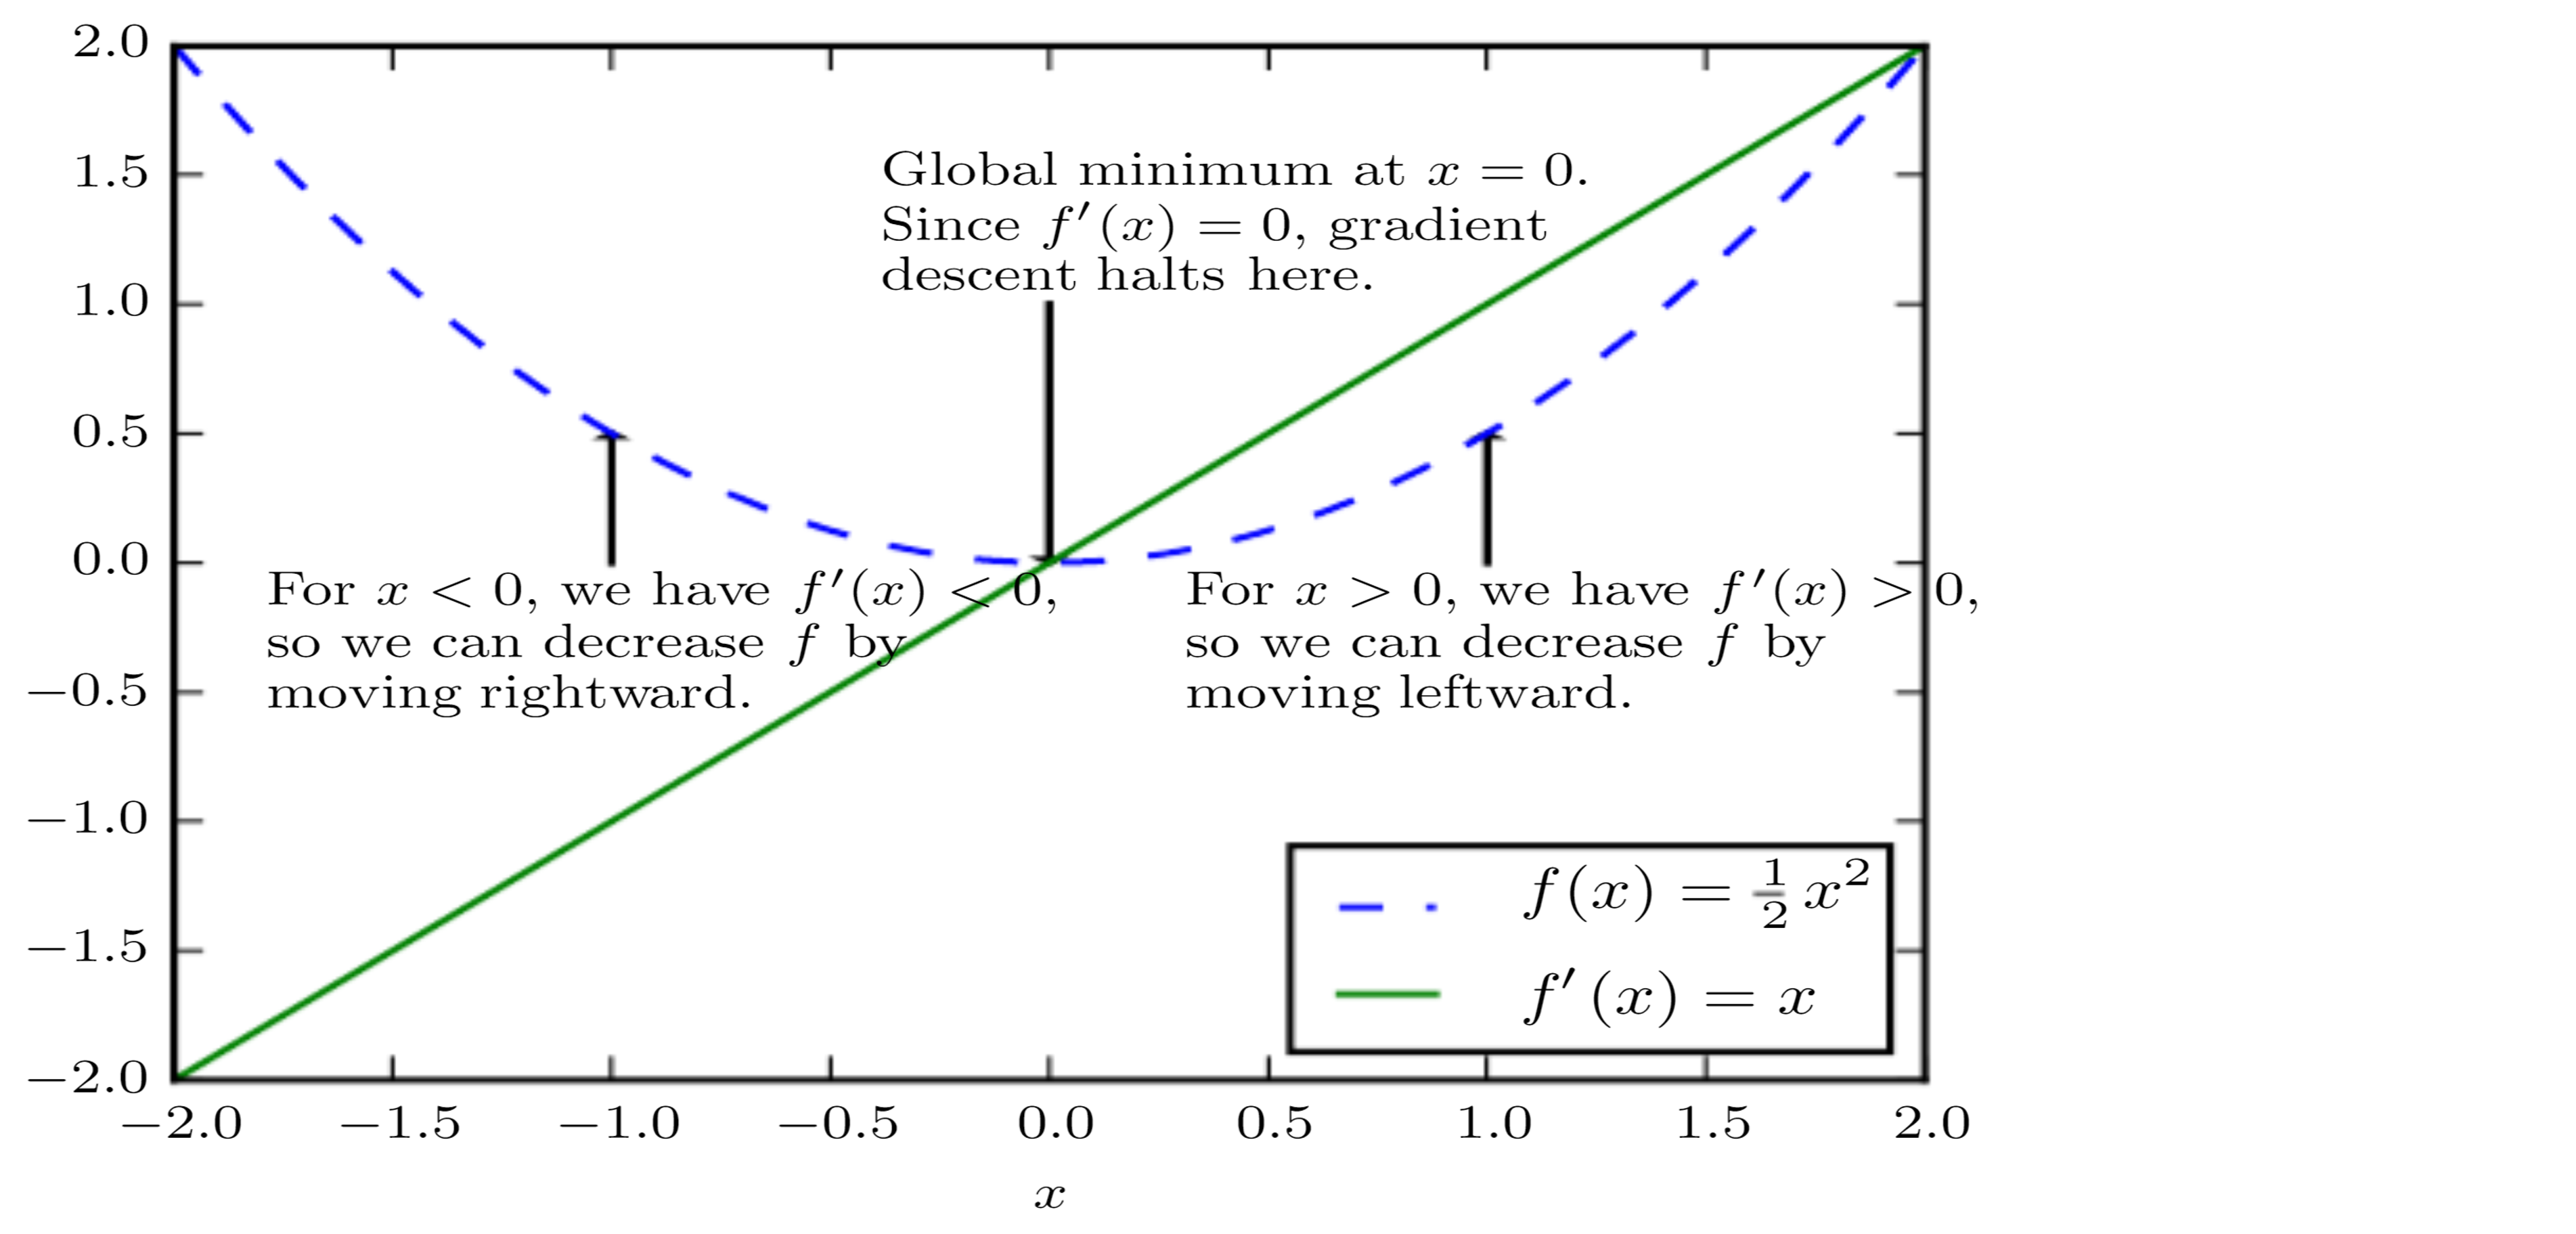 2.0
1.5
1.0
0.5
0.0
−0.5
−1.0
−1.5
−2.0
Global minimum at x = 0.
Since f′(x) = 0, gradient
descent halts here.
For x < 0, we have f′(x) < 0,
so we can decrease f by
moving rightward.
For x > 0, we have f′(x) > 0,
so we can decrease f by
moving leftward.
f(x) = ½x²
f′(x) = x
−2.0 −1.5 −1.0 −0.5 0.0 0.5 1.0 1.5 2.0
x